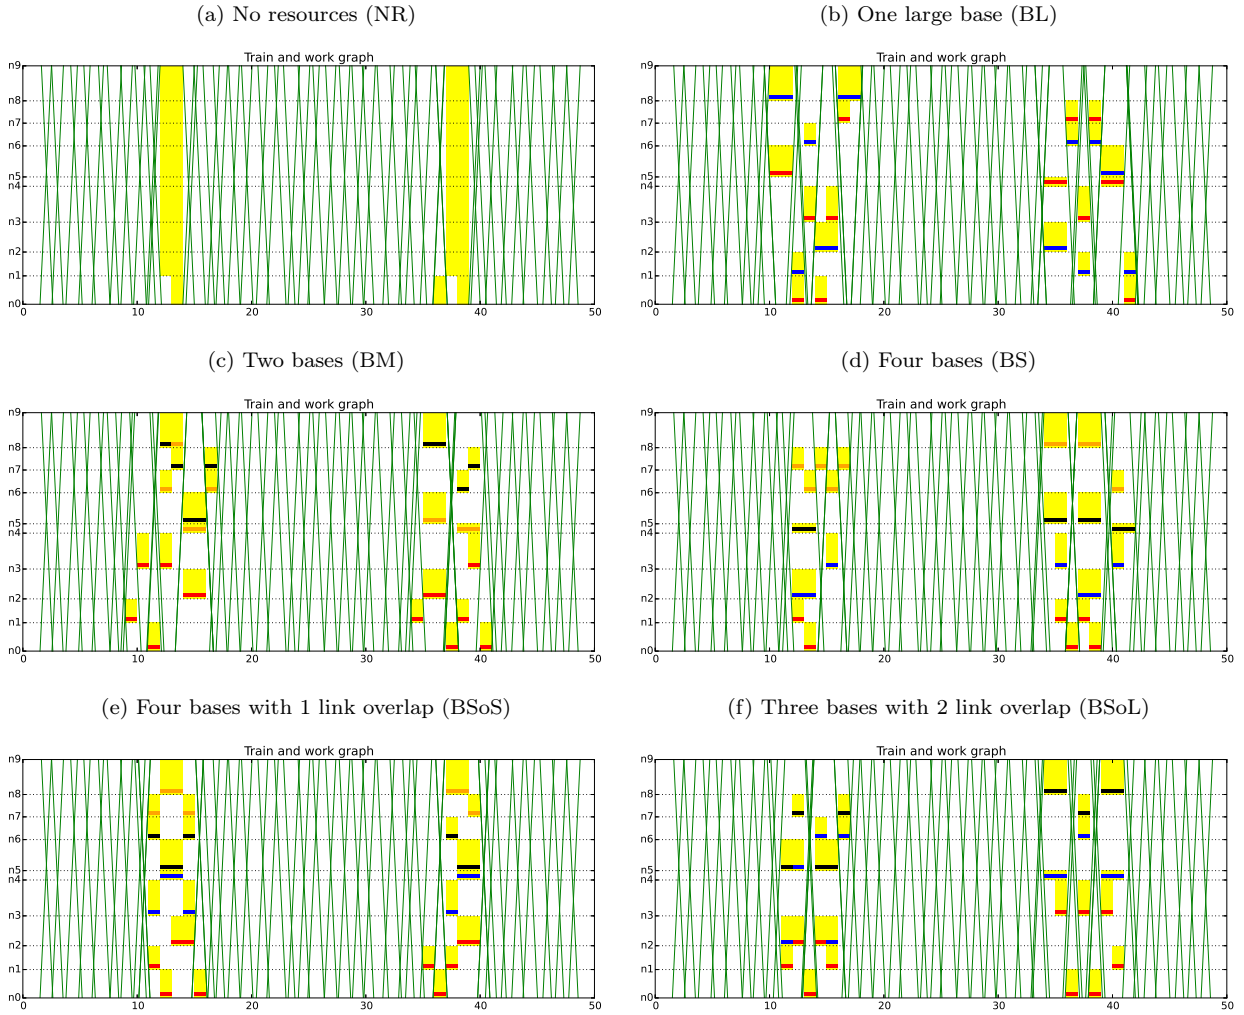 (a) No resources (NR)
(b) One large base (BL)
Train and work graph
Train and work graph
n9
n8
n7
n6
n5
n4
n3
n2
n1
n0
0 10 20 30 40 50
n9
n8
n7
n6
n5
n4
n3
n2
n1
n0
0 10 20 30 40 50
(c) Two bases (BM)
(d) Four bases (BS)
Train and work graph
Train and work graph
n9
n8
n7
n6
n5
n4
n3
n2
n1
n0
0 10 20 30 40 50
n9
n8
n7
n6
n5
n4
n3
n2
n1
n0
0 10 20 30 40 50
(e) Four bases with 1 link overlap (BSoS)
(f) Three bases with 2 link overlap (BSoL)
Train and work graph
Train and work graph
n9
n8
n7
n6
n5
n4
n3
n2
n1
n0
0 10 20 30 40 50
n9
n8
n7
n6
n5
n4
n3
n2
n1
n0
0 10 20 30 40 50